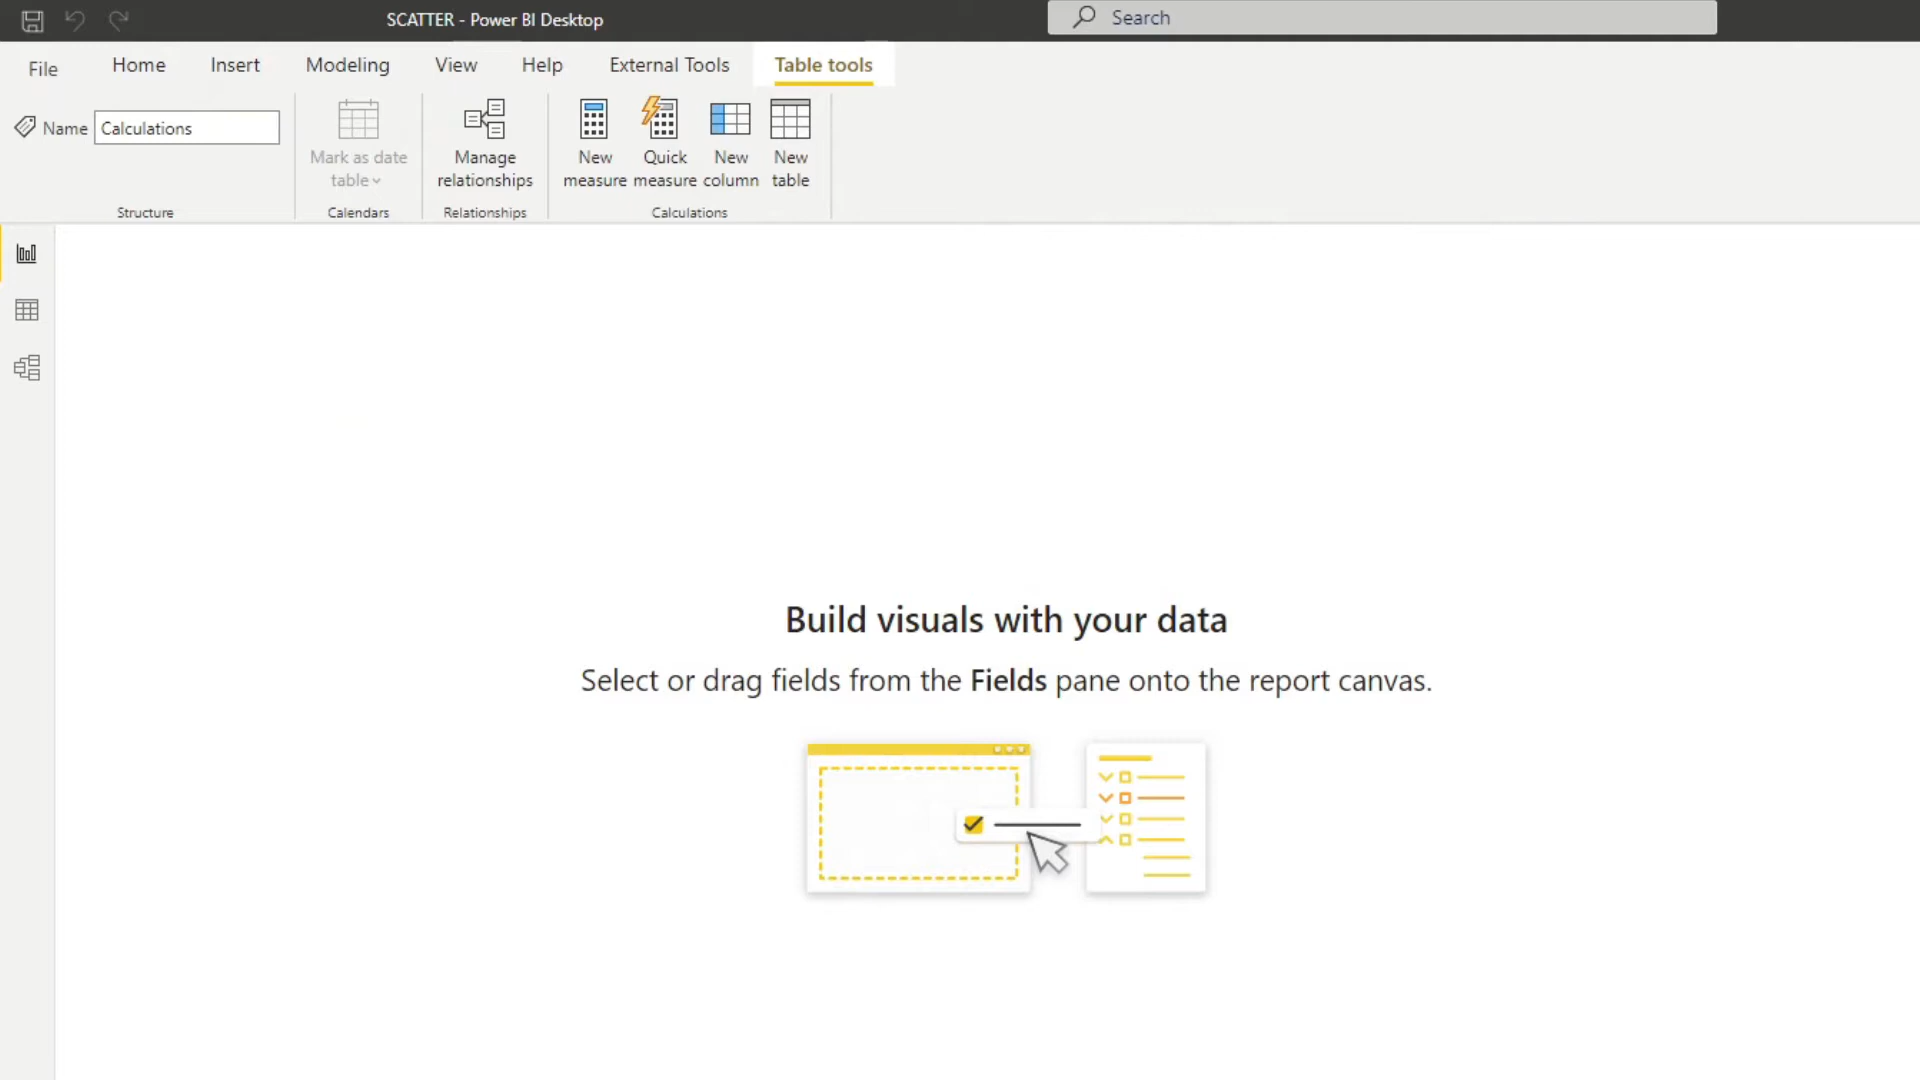 SCATTER - Power BI Desktop
Search
File
Home
Insert
Modeling
View
Help
External Tools
Table tools
Name
Calculations
Mark as date
table
Manage
relationships
New
measure
Quick
measure
New
column
New
table
Structure
Calendars
Relationships
Calculations
Build visuals with your data
Select or drag fields from the Fields pane onto the report canvas.